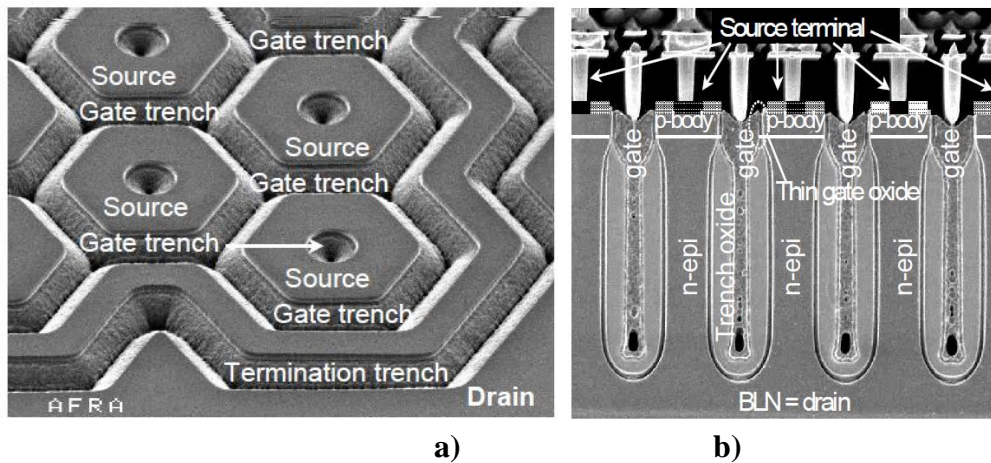 Gate trench
Source
Gate trench
Source
Gate trench
Source
Gate trench
Source
Gate trench
Termination trench
Drain
AFRA
a)
Source terminal
p-body
p-body
p-body
gate
gate
gate
gate
Thin gate oxide
Trench oxide
n-epi
n-epi
n-epi
BLN = drain
b)